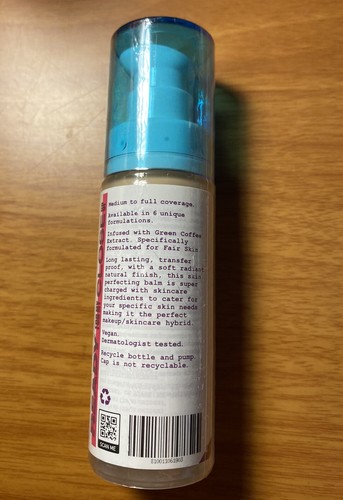 Medium to full coverage.
Available in 6 unique
formulations.
Infused with Green Coffee
Extract. Specifically
formulated for Fair Skin
Long lasting, transfer
proof, with a soft radiant
natural finish, this skin
perfecting balm is super
charged with skincare
ingredients to cater for
your specific skin needs
making it the perfect
makeup/skincare hybrid.
Vegan.
Dermatologist tested.
Recycle bottle and pump.
Cap is not recyclable.
SCAN ME